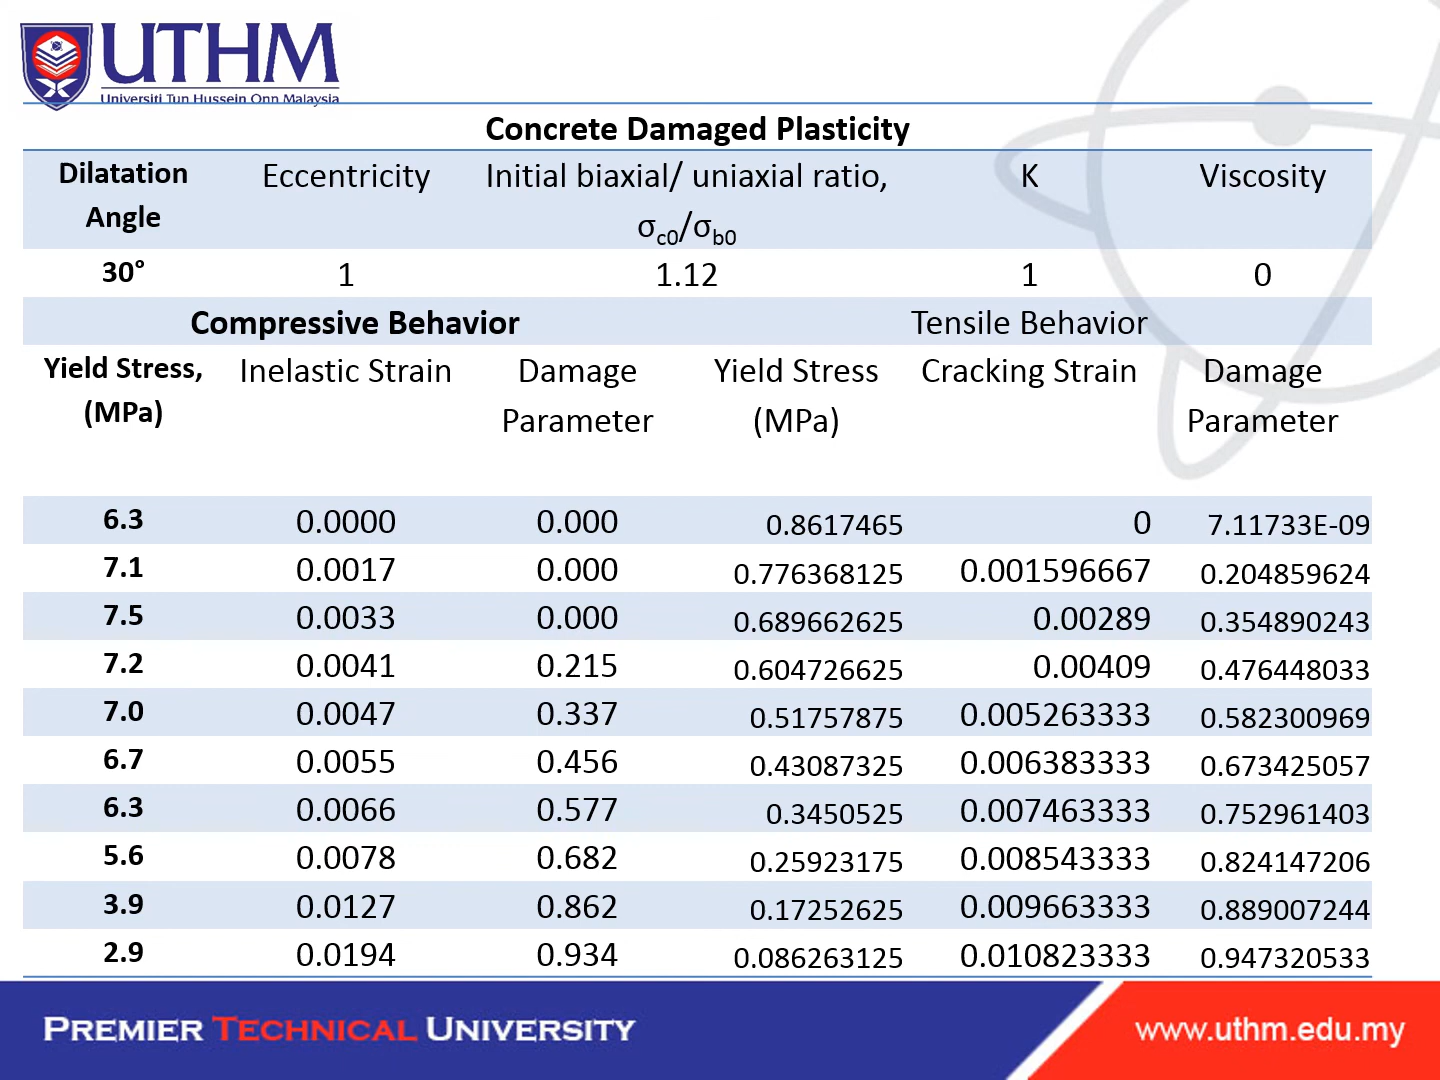 UTHM
Universiti Tun Hussein Onn Malaysia
Concrete Damaged Plasticity
Dilatation Angle Eccentricity Initial biaxial/ uniaxial ratio, σc0/σb0 K Viscosity
30° 1 1.12 1 0
Compressive Behavior Tensile Behavior
Yield Stress, (MPa) Inelastic Strain Damage Parameter Yield Stress (MPa) Cracking Strain Damage Parameter
6.3 0.0000 0.000 0.8617465 0 7.11733E-09
7.1 0.0017 0.000 0.776368125 0.001596667 0.204859624
7.5 0.0033 0.000 0.689662625 0.00289 0.354890243
7.2 0.0041 0.215 0.604726625 0.00409 0.476448033
7.0 0.0047 0.337 0.51757875 0.005263333 0.582300969
6.7 0.0055 0.456 0.43087325 0.006383333 0.673425057
6.3 0.0066 0.577 0.3450525 0.007463333 0.752961403
5.6 0.0078 0.682 0.25923175 0.008543333 0.824147206
3.9 0.0127 0.862 0.17252625 0.009663333 0.889007244
2.9 0.0194 0.934 0.086263125 0.010823333 0.947320533
PREMIER TECHNICAL UNIVERSITY
www.uthm.edu.my